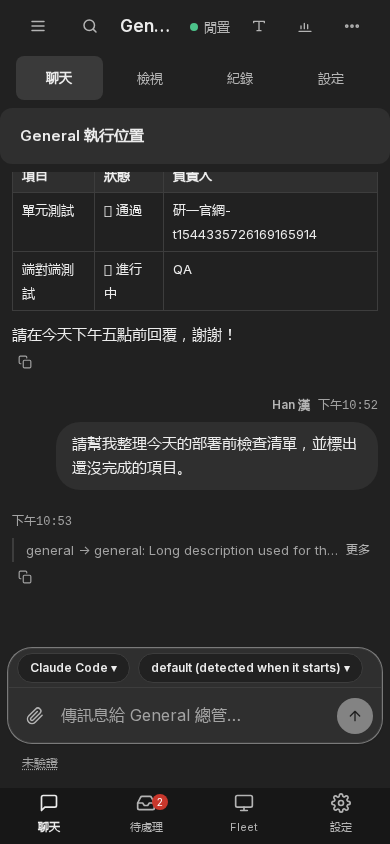 Gen…
閒置
聊天
檢視
紀錄
設定
General 執行位置
項目
狀態
負責人
單元測試
通過
研一官網-
t1544335726169165914
端對端測
試
進行
中
QA
請在今天下午五點前回覆，謝謝！
Han 漢 下午10:52
請幫我整理今天的部署前檢查清單，並標出
還沒完成的項目。
下午10:53
general → general: Long description used for th… 更多
Claude Code ▾
default (detected when it starts) ▾
傳訊息給 General 總管…
未驗證
2
聊天
待處理
Fleet
設定